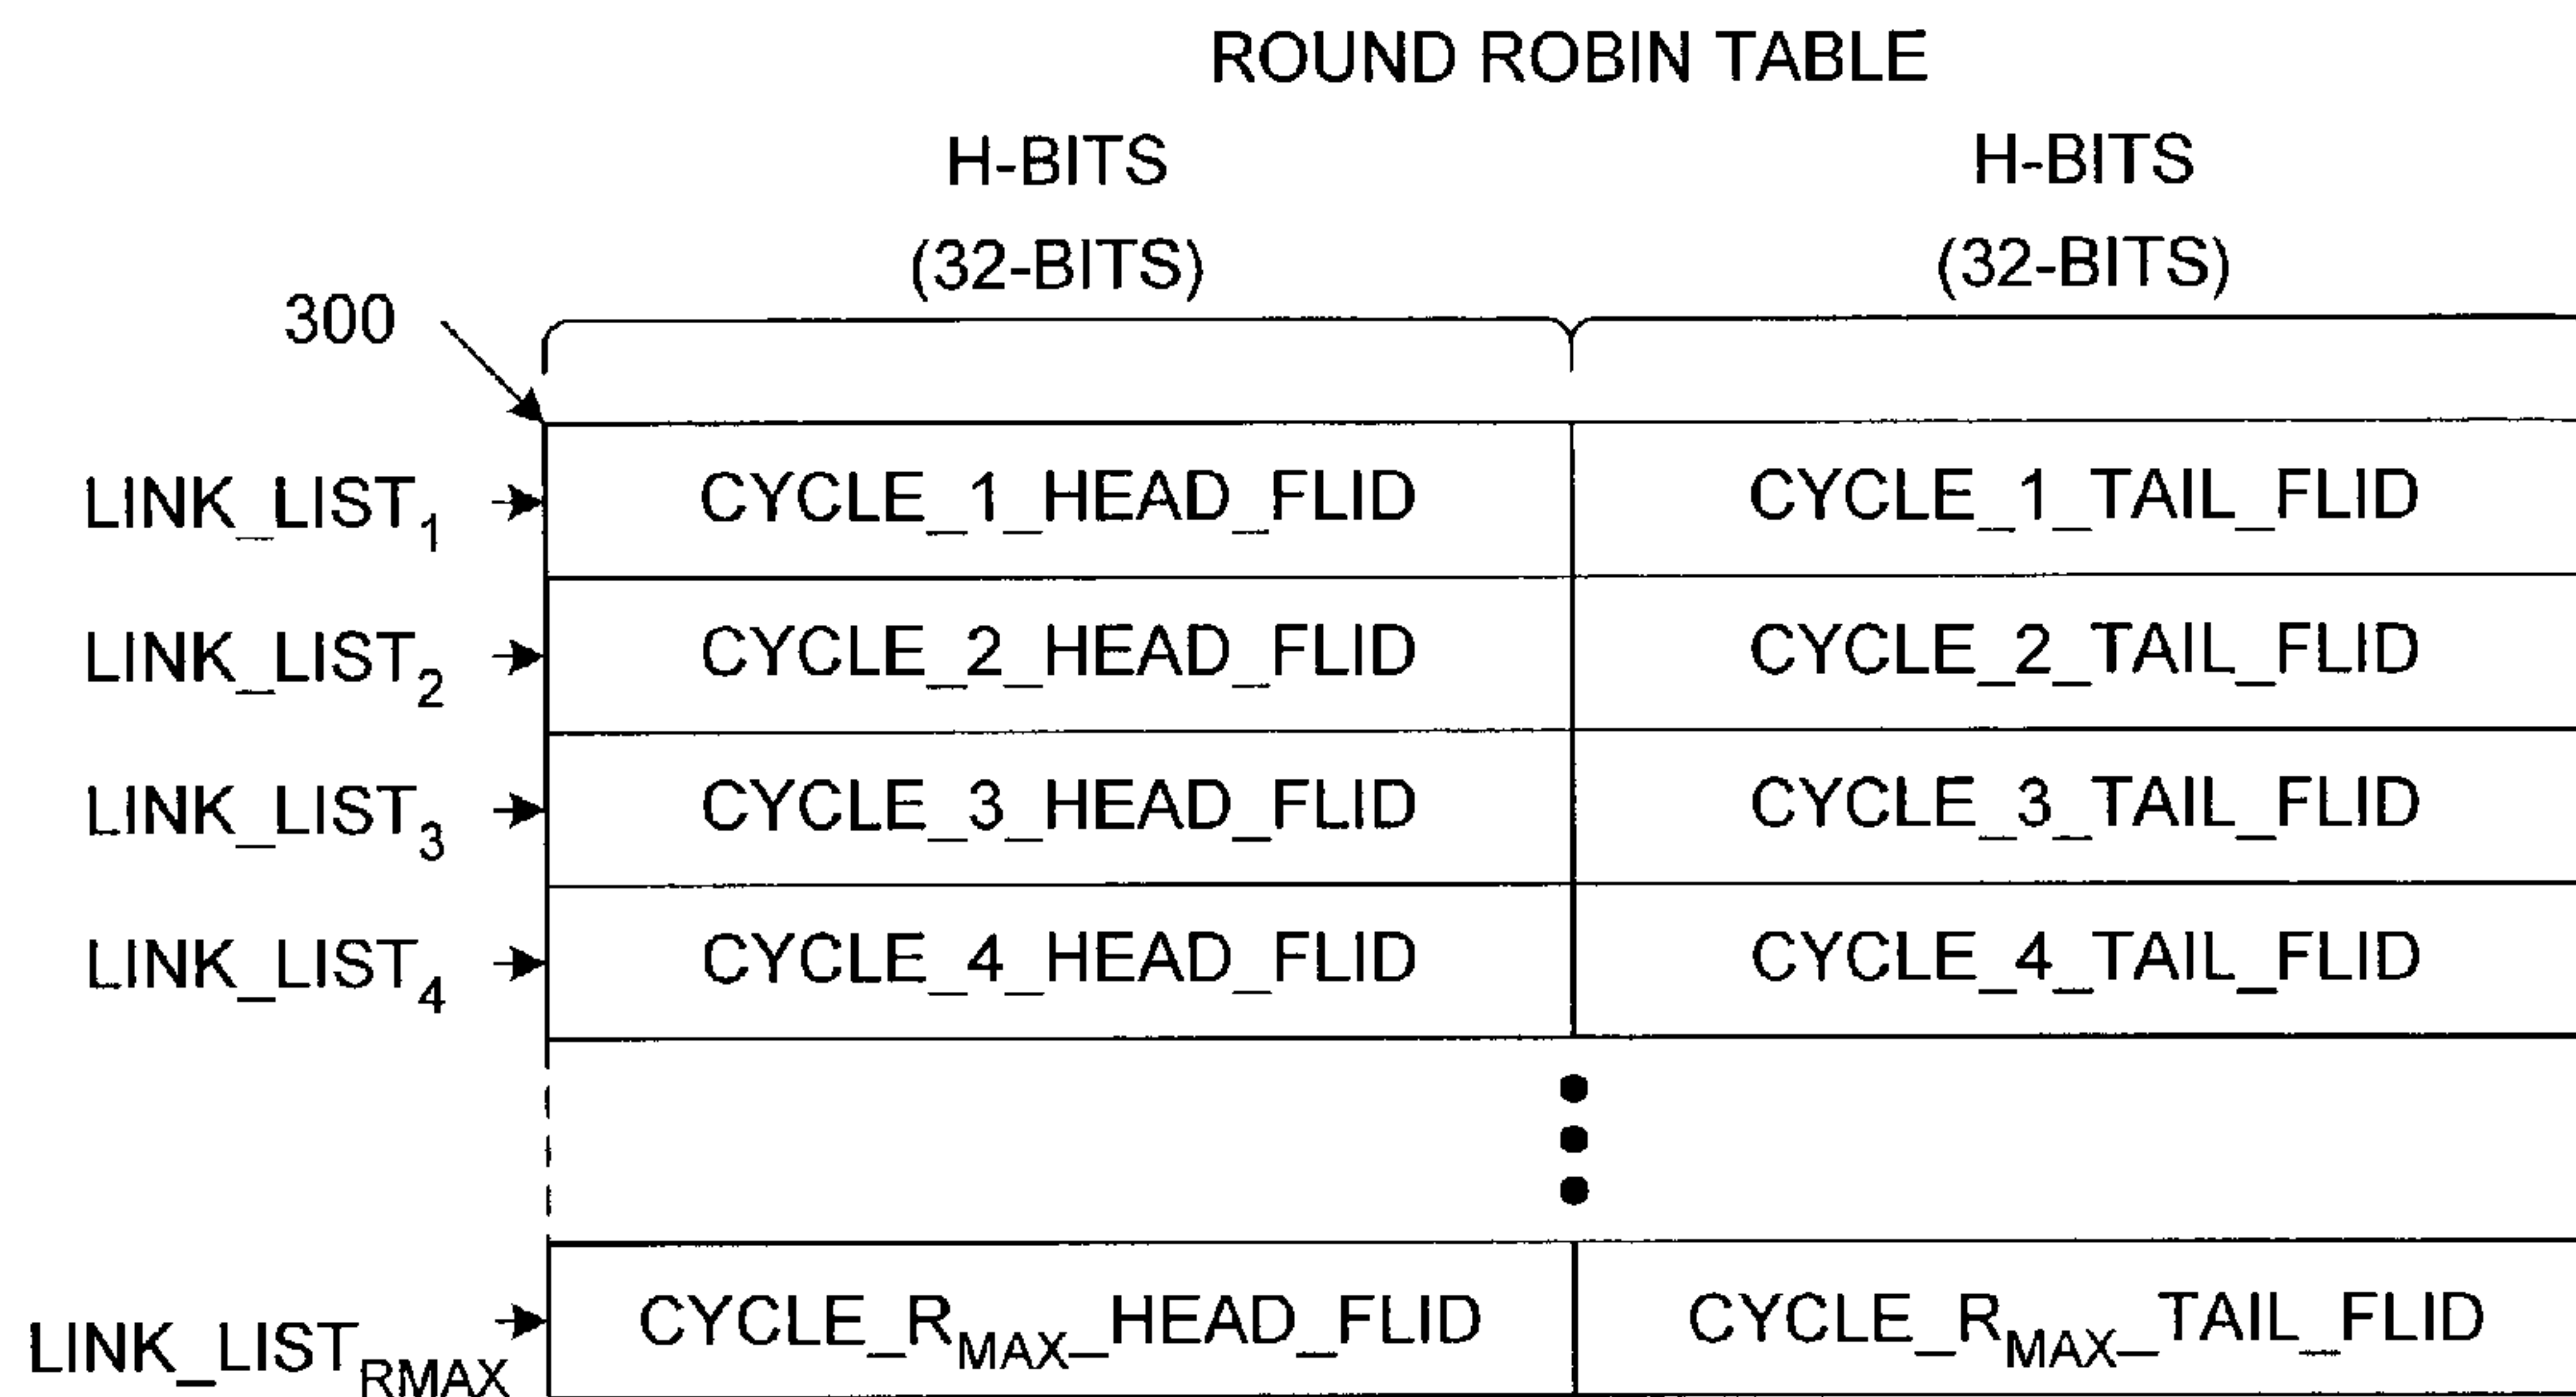 ROUND ROBIN TABLE
H-BITS H-BITS
(32-BITS) (32-BITS)
300
LINK_LIST1 CYCLE_1_HEAD_FLID CYCLE_1_TAIL_FLID
LINK_LIST2 CYCLE_2_HEAD_FLID CYCLE_2_TAIL_FLID
LINK_LIST3 CYCLE_3_HEAD_FLID CYCLE_3_TAIL_FLID
LINK_LIST4 CYCLE_4_HEAD_FLID CYCLE_4_TAIL_FLID
LINK_LISTRMAX CYCLE_RMAX_HEAD_FLID CYCLE_RMAX_TAIL_FLID